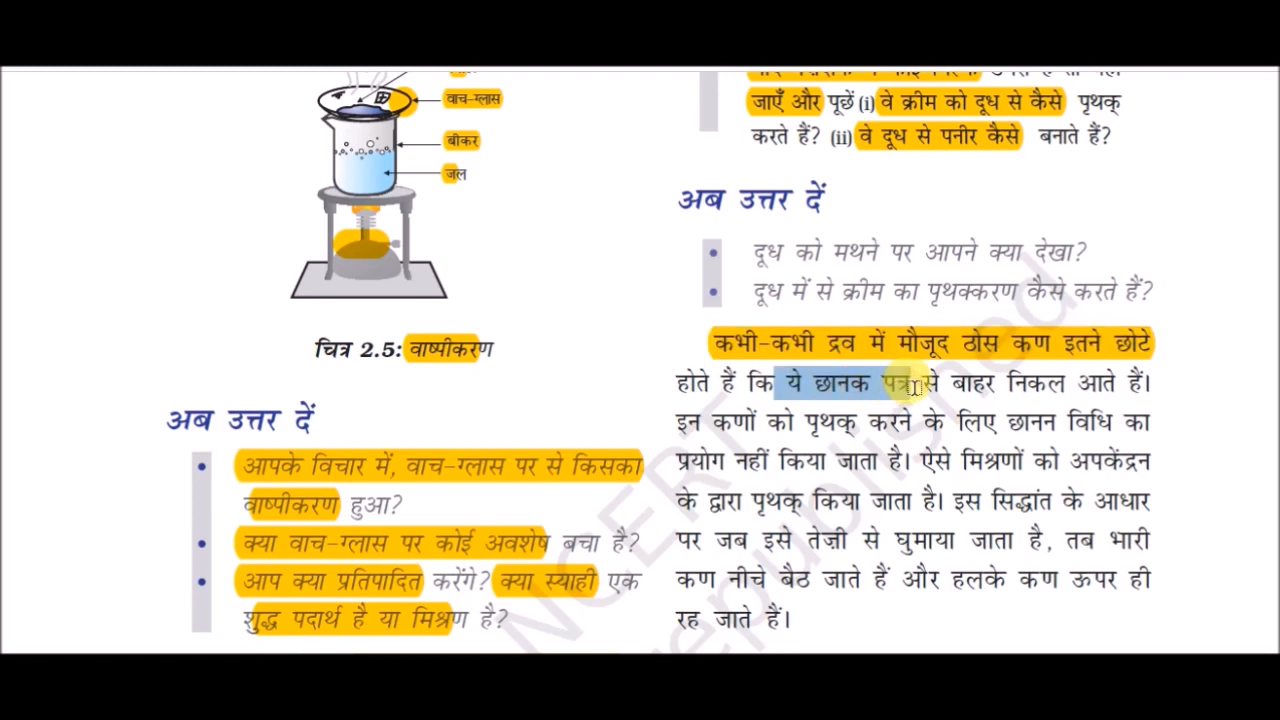 वाच-ग्लास
बीकर
जल
चित्र 2.5: वाष्पीकरण
अब उत्तर दें
• आपके विचार में, वाच-ग्लास पर से किसका
वाष्पीकरण हुआ?
• क्या वाच-ग्लास पर कोई अवशेष बचा है?
• आप क्या प्रतिपादित करेंगे? क्या स्याही एक
शुद्ध पदार्थ है या मिश्रण है?
जाएँ और पूछें (i) वे क्रीम को दूध से कैसे पृथक्
करते हैं? (ii) वे दूध से पनीर कैसे बनाते हैं?
अब उत्तर दें
• दूध को मथने पर आपने क्या देखा?
• दूध में से क्रीम का पृथक्करण कैसे करते हैं?
कभी-कभी द्रव में मौजूद ठोस कण इतने छोटे
होते हैं कि ये छानक पत्र से बाहर निकल आते हैं।
इन कणों को पृथक् करने के लिए छानन विधि का
प्रयोग नहीं किया जाता है। ऐसे मिश्रणों को अपकेंद्रन
के द्वारा पृथक् किया जाता है। इस सिद्धांत के आधार
पर जब इसे तेज़ी से घुमाया जाता है, तब भारी
कण नीचे बैठ जाते हैं और हलके कण ऊपर ही
रह जाते हैं।
NCERT
republished